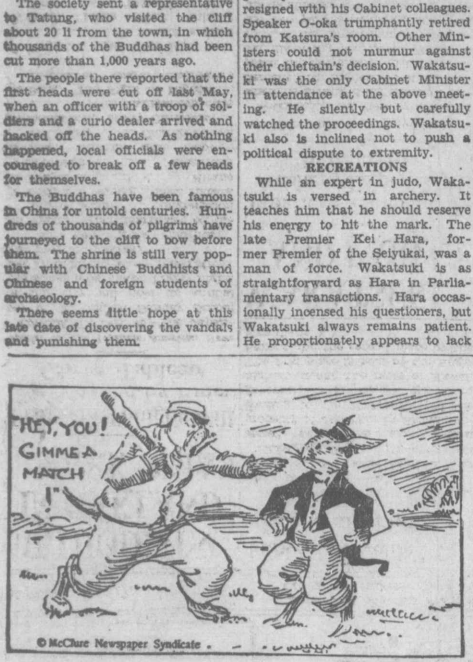 The society sent a representative
to Tatung, who visited the cliff
about 20 li from the town, in which
thousands of the Buddhas had been
cut more than 1,000 years ago.
The people there reported that the
first heads were cut off last May,
when an officer with a troop of sol-
diers and a curio dealer arrived and
hacked off the heads. As nothing
happened, local officials were en-
couraged to break off a few heads
for themselves.
The Buddhas have been famous
in China for untold centuries. Hun-
dreds of thousands of pilgrims have
journeyed to the cliff to bow before
them. The shrine is still very pop-
ular with Chinese Buddhists and
Chinese and foreign students of
archaeology.
There seems little hope at this
late date of discovering the vandals
and punishing them.
resigned with his Cabinet colleagues.
Speaker O-oka trumphantly retired
from Katsura's room. Other Min-
isters could not murmur against
their chieftain's decision. Wakatsu-
ki was the only Cabinet Minister
in attendance at the above meet-
ing. He silently but carefully
watched the proceedings. Wakatsu-
ki also is inclined not to push a
political dispute to extremity.
RECREATIONS
While an expert in judo, Waka-
tsuki is versed in archery. It
teaches him that he should reserve
his energy to hit the mark. The
late Premier Kei Hara, for-
mer Premier of the Seiyukai, was a
man of force. Wakatsuki is as
straightforward as Hara in Parlia-
mentary transactions. Hara occas-
ionally incensed his questioners, but
Wakatsuki always remains patient.
He proportionately appears to lack
"HEY, YOU!
GIMME A
MATCH
!"
© McClure Newspaper Syndicate.